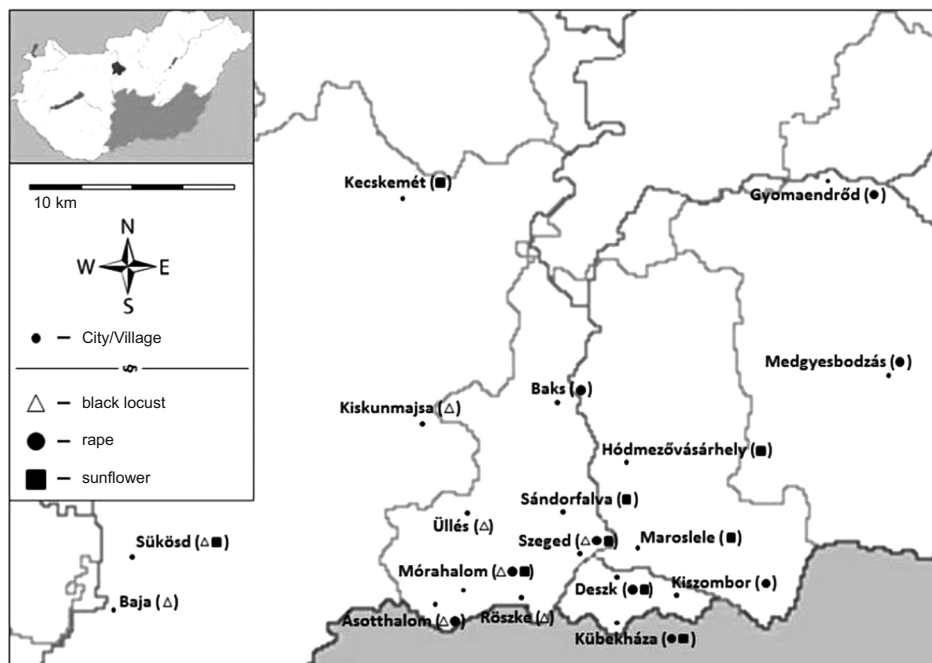 10 km
N
W E
S
– City/Village
– black locust
– rape
– sunflower
Kecskemét (■)
Gyomaendrőd (●)
Medgyesbodzás (●)
Baks (●)
Kiskunmajsa (△)
Hódmezővásárhely (■)
Sándorfalva (■)
Üllés (△)
Szeged (△●■)
Maroslele (■)
Sükösd (△■)
Mórahalom (△●■)
Deszk (●■)
Kiszombor (●)
Baja (△)
Asotthalom (△●)
Röszke (△)
Kübekháza (●■)